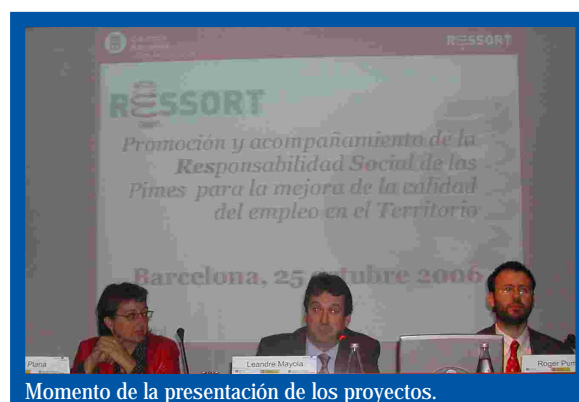 RESSORT
RESSORT
Promoción y acompañamiento de la
Responsabilidad Social de las
Pimes para la mejora de la calidad
del empleo en el Territorio
Barcelona, 25 octubre 2006
Plana
Leandre Mayola
Roger
Momento de la presentación de los proyectos.